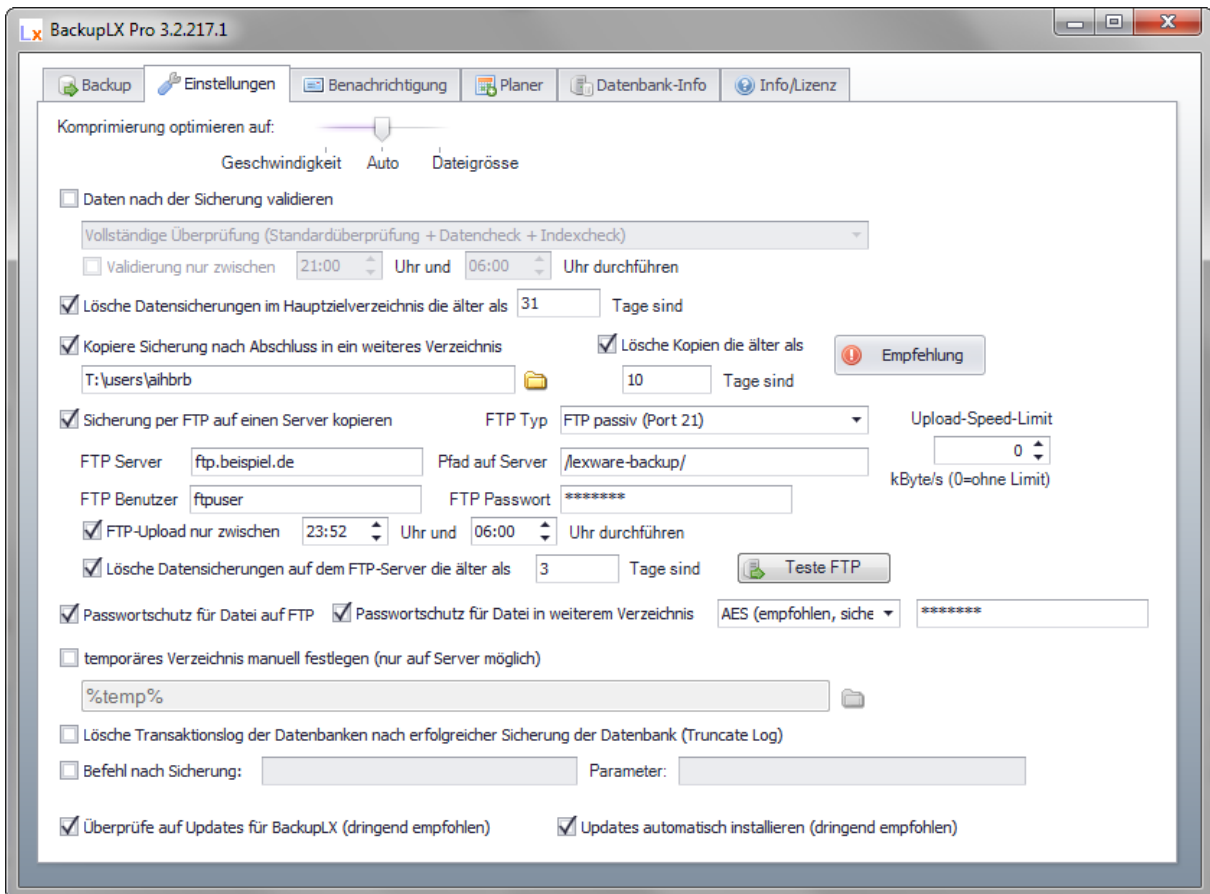 Lx BackupLX Pro 3.2.217.1
Backup Einstellungen Benachrichtigung Planer Datenbank-Info Info/Lizenz
Komprimierung optimieren auf:
Geschwindigkeit Auto Dateigrösse
Daten nach der Sicherung validieren
Vollständige Überprüfung (Standardüberprüfung + Datencheck + Indexcheck)
Validierung nur zwischen 21:00 Uhr und 06:00 Uhr durchführen
Lösche Datensicherungen im Hauptzielverzeichnis die älter als 31 Tage sind
Kopiere Sicherung nach Abschluss in ein weiteres Verzeichnis Lösche Kopien die älter als Empfehlung
T:\users\aihbrb 10 Tage sind
Sicherung per FTP auf einen Server kopieren FTP Typ FTP passiv (Port 21) Upload-Speed-Limit
0
FTP Server ftp.beispiel.de Pfad auf Server /lexware-backup/
kByte/s (0=ohne Limit)
FTP Benutzer ftpuser FTP Passwort *******
FTP-Upload nur zwischen 23:52 Uhr und 06:00 Uhr durchführen
Lösche Datensicherungen auf dem FTP-Server die älter als 3 Tage sind Teste FTP
Passwortschutz für Datei auf FTP Passwortschutz für Datei in weiterem Verzeichnis AES (empfohlen, siche *******
temporäres Verzeichnis manuell festlegen (nur auf Server möglich)
%temp%
Lösche Transaktionslog der Datenbanken nach erfolgreicher Sicherung der Datenbank (Truncate Log)
Befehl nach Sicherung: Parameter:
Überprüfe auf Updates für BackupLX (dringend empfohlen) Updates automatisch installieren (dringend empfohlen)